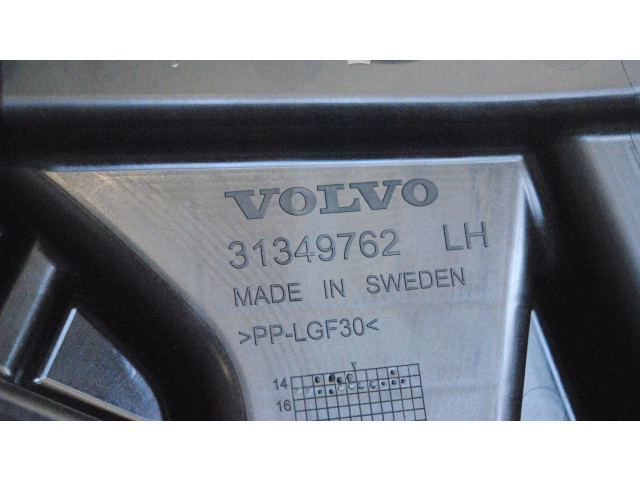 VOLVO
31349762 LH
MADE IN SWEDEN
>PP-LGF30<
14
16